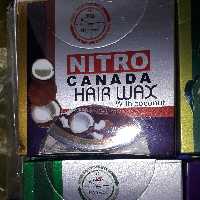 NITRO
CANADA
HAIR WAX
with coconut